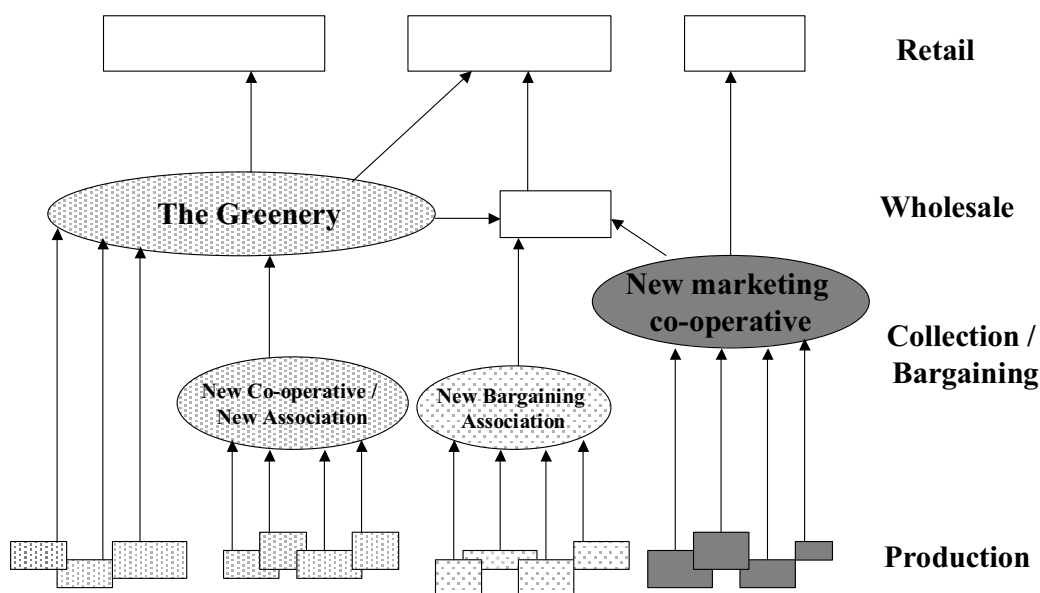 Retail
The Greenery
Wholesale
New marketing
co-operative
Collection /
Bargaining
New Co-operative /
New Association
New Bargaining
Association
Production